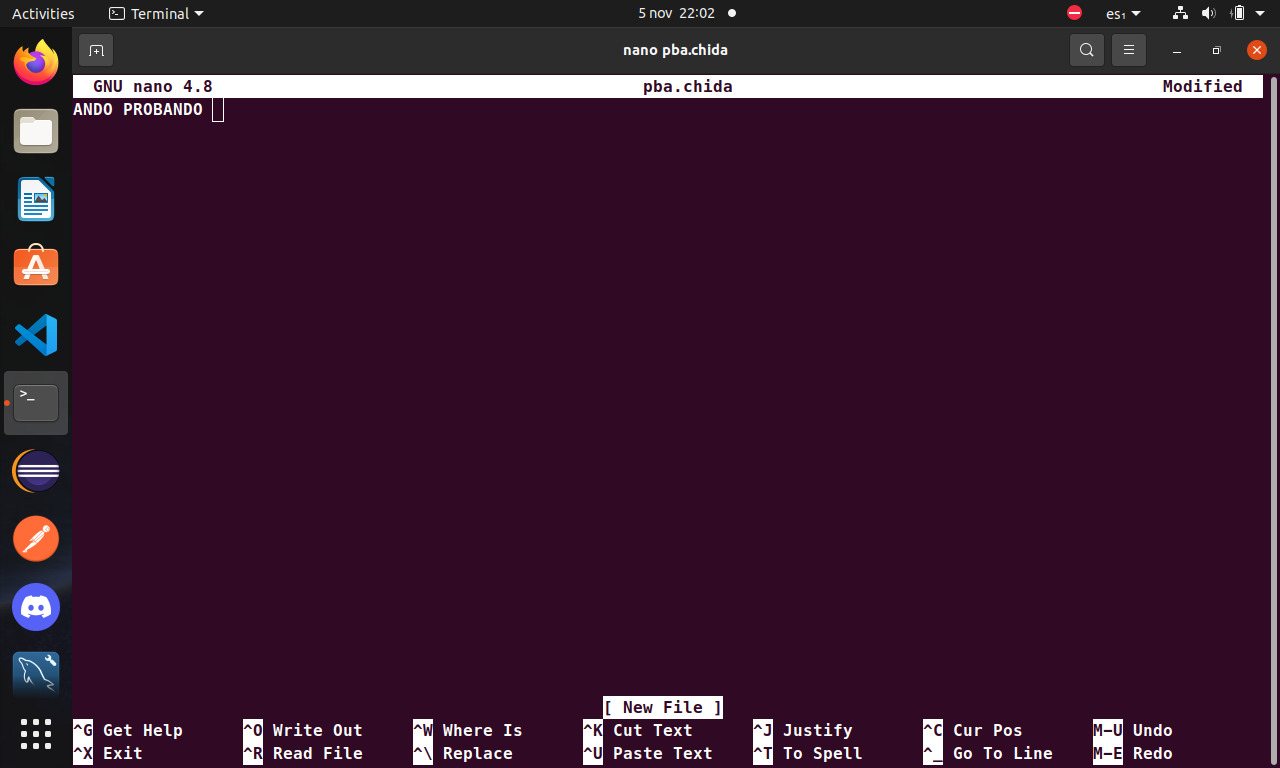 Activities Terminal 5 nov 22:02 es₁
nano pba.chida
GNU nano 4.8 pba.chida Modified
ANDO PROBANDO
[ New File ]
^G Get Help ^O Write Out ^W Where Is ^K Cut Text ^J Justify ^C Cur Pos M-U Undo
^X Exit ^R Read File ^\ Replace ^U Paste Text ^T To Spell ^_ Go To Line M-E Redo